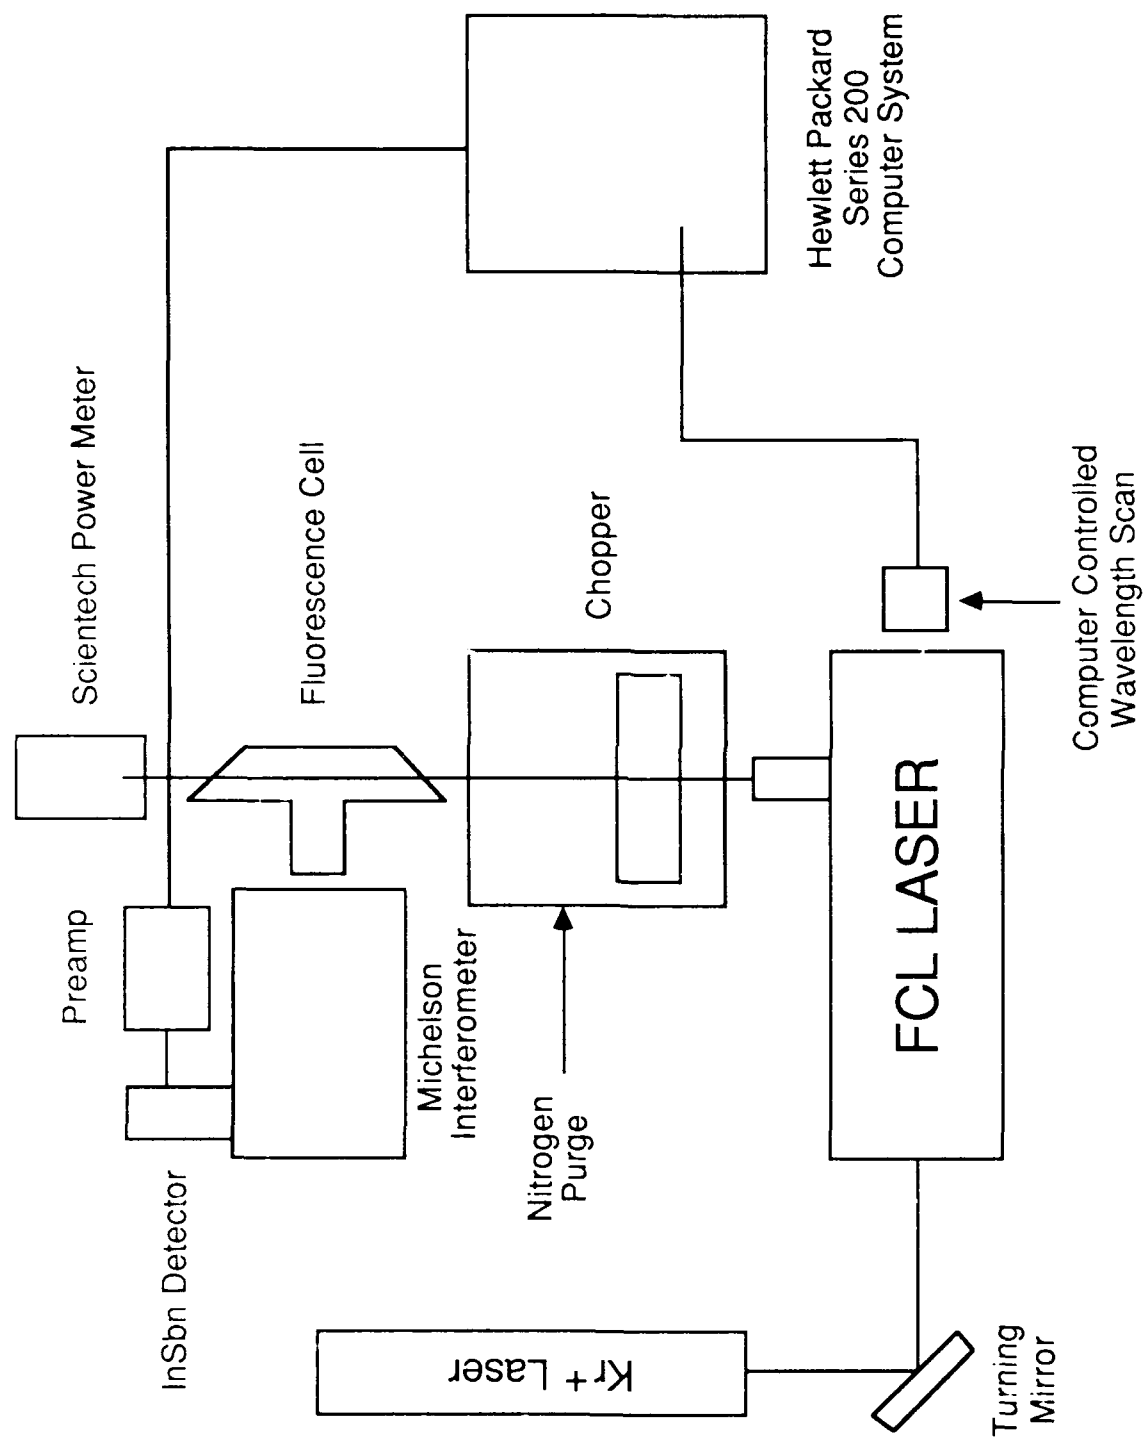 Scientech Power Meter
Preamp
InSbn Detector
Fluorescence Cell
Michelson
Interferometer
Chopper
Nitrogen
Purge
Hewlett Packard
Series 200
Computer System
Kr+ Laser
FCL LASER
Turning
Mirror
Computer Controlled
Wavelength Scan